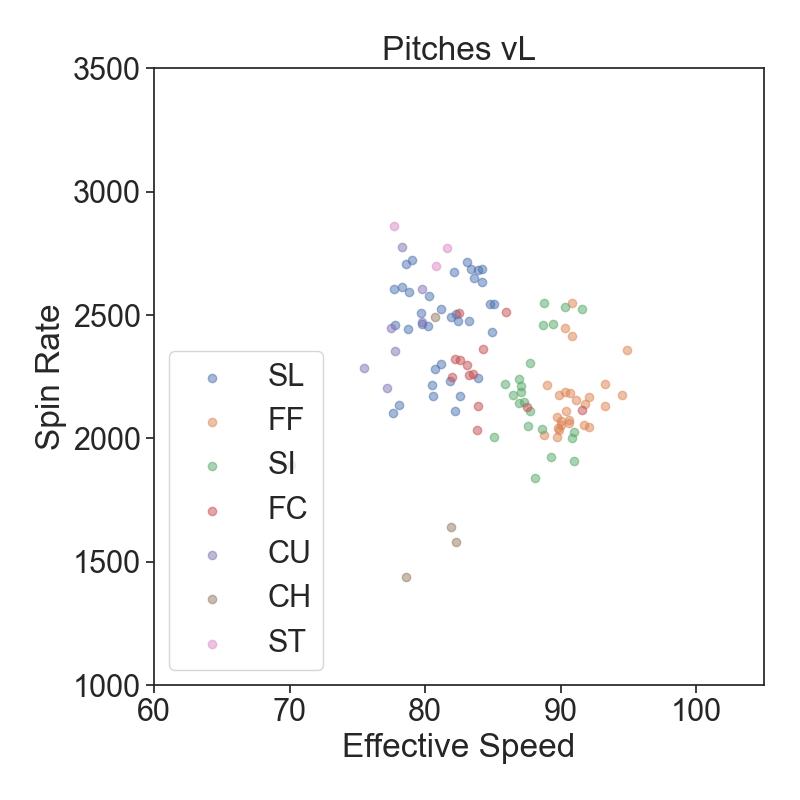 Pitches vL
3500
3000
2500
2000
1500
1000
Spin Rate
SL
FF
SI
FC
CU
CH
ST
60 70 80 90 100
Effective Speed